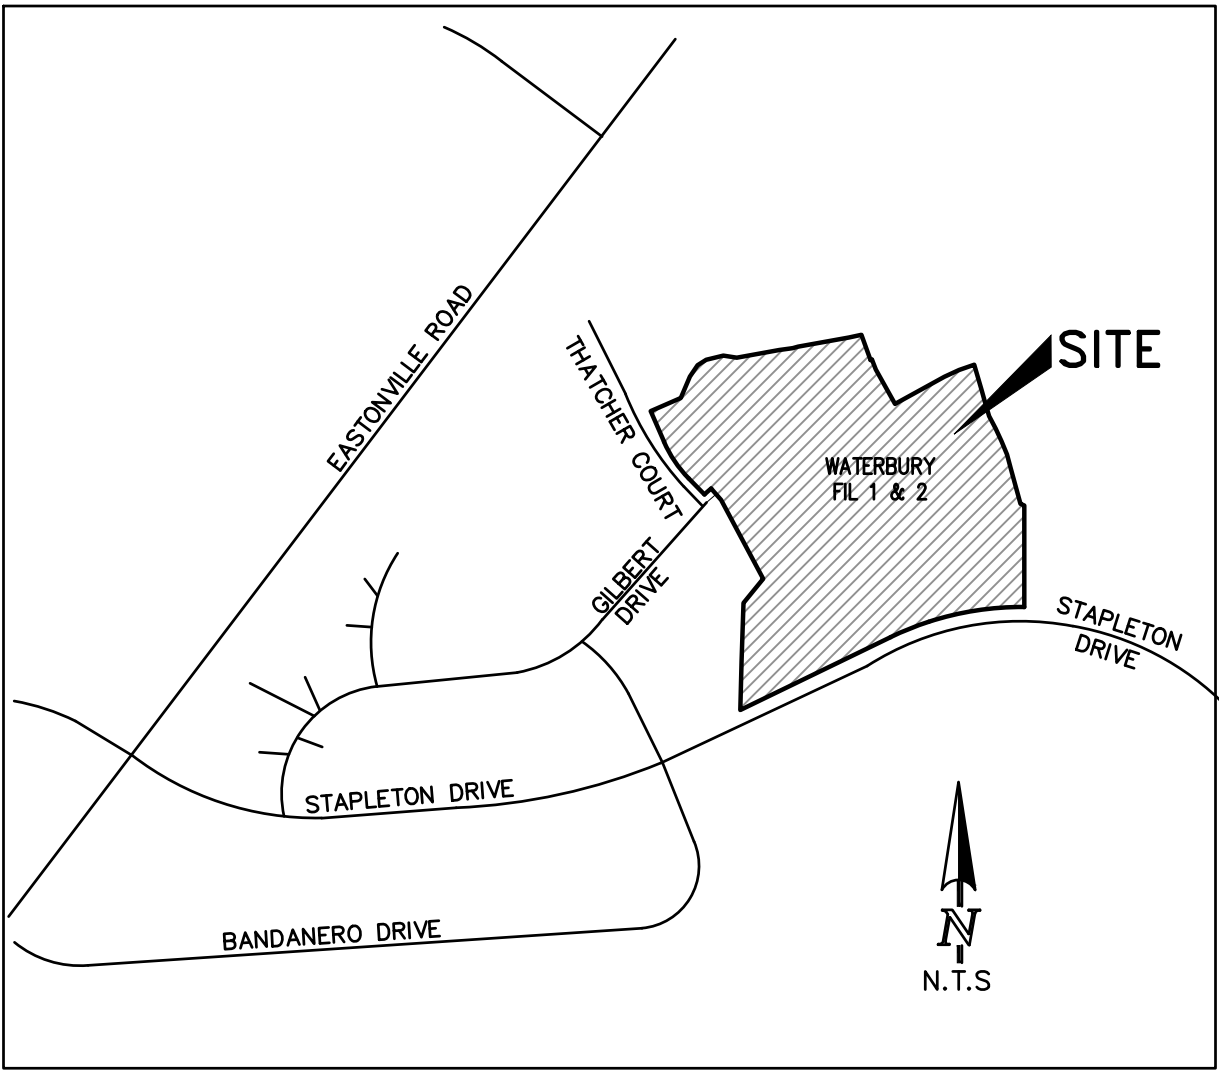 EASTONVILLE ROAD
THATCHER COURT
SITE
WATERBURY
FIL 1 & 2
GILBERT
DRIVE
STAPLETON
DRIVE
STAPLETON DRIVE
BANDANERO DRIVE
N
N.T.S